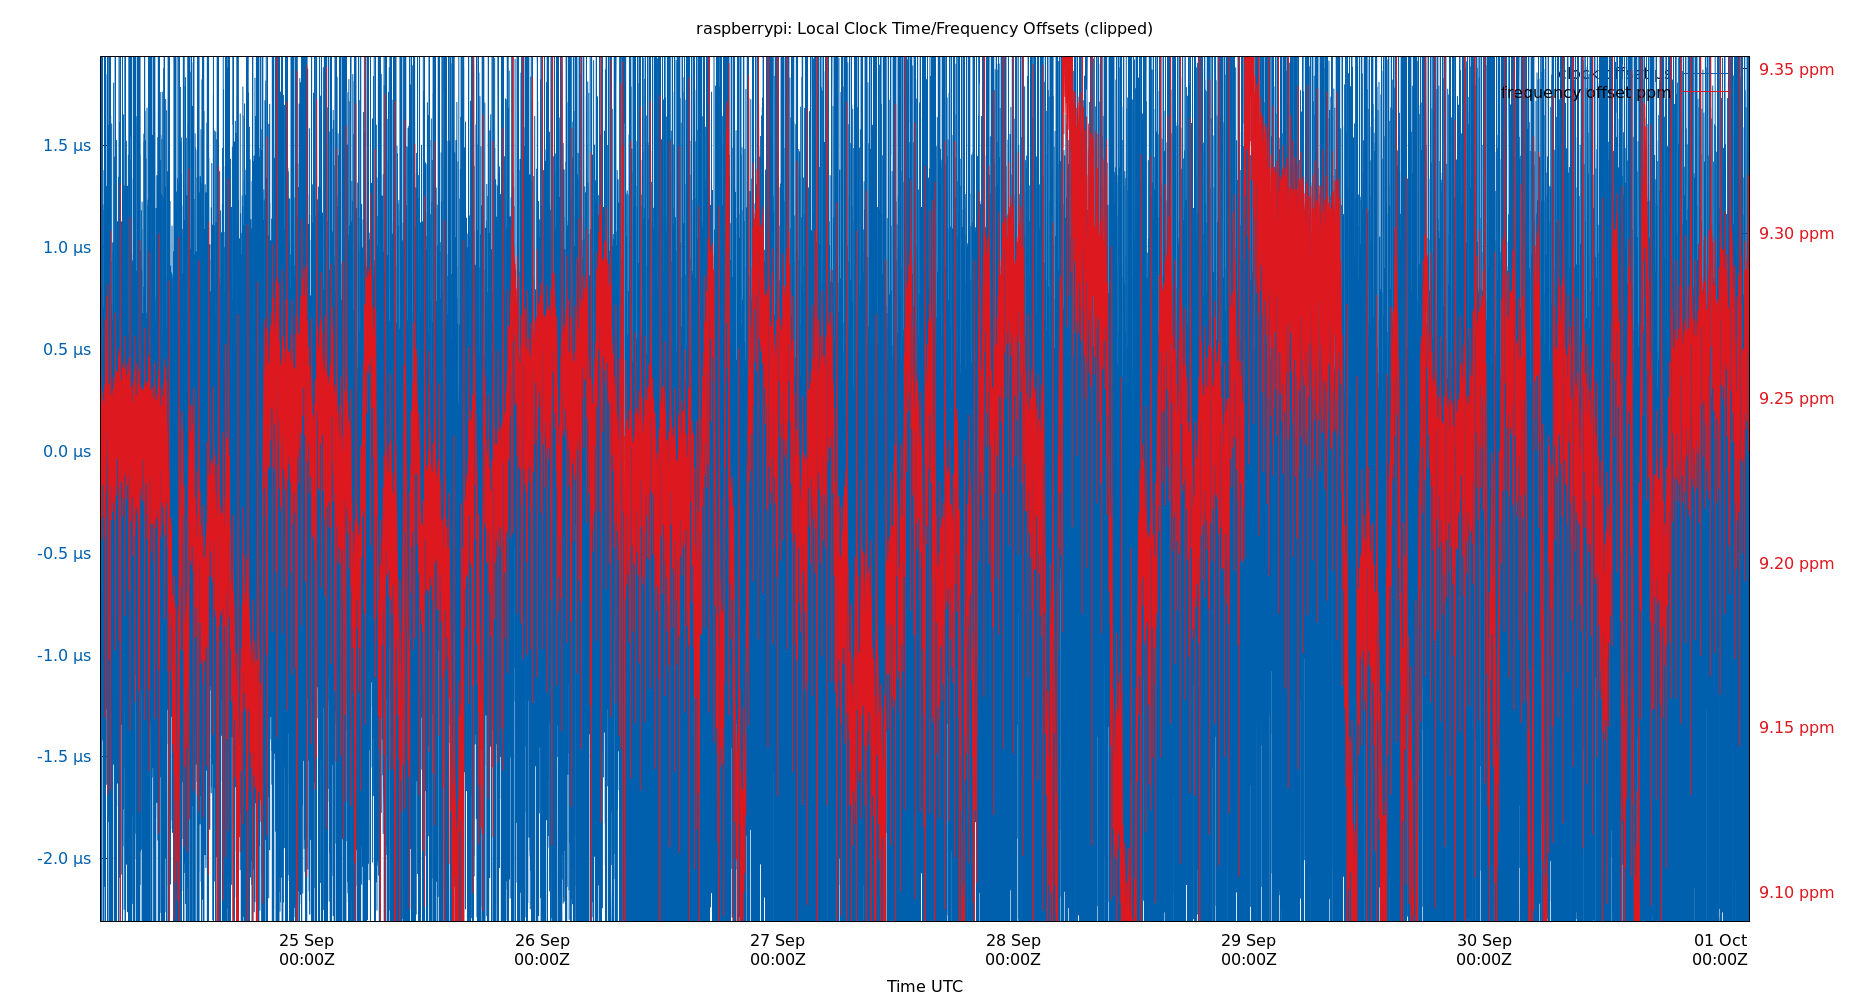 raspberrypi: Local Clock Time/Frequency Offsets (clipped)
clock offset µs
frequency offset ppm
1.5 µs
1.0 µs
0.5 µs
0.0 µs
-0.5 µs
-1.0 µs
-1.5 µs
-2.0 µs
9.35 ppm
9.30 ppm
9.25 ppm
9.20 ppm
9.15 ppm
9.10 ppm
25 Sep
00:00Z
26 Sep
00:00Z
27 Sep
00:00Z
28 Sep
00:00Z
29 Sep
00:00Z
30 Sep
00:00Z
01 Oct
00:00Z
Time UTC